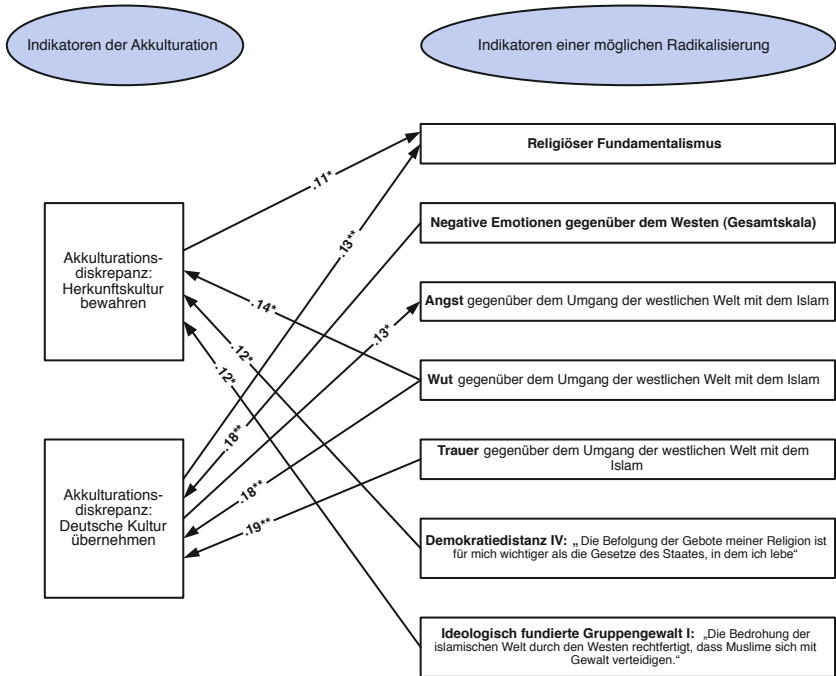 Indikatoren der Akkulturation
Indikatoren einer möglichen Radikalisierung
Religiöser Fundamentalismus
.11*
Akkulturations-
diskrepanz:
Herkunftskultur
bewahren
Negative Emotionen gegenüber dem Westen (Gesamtskala)
.13**
Angst gegenüber dem Umgang der westlichen Welt mit dem Islam
.14*
.13*
.12*
Wut gegenüber dem Umgang der westlichen Welt mit dem Islam
.12*
.18**
Trauer gegenüber dem Umgang der westlichen Welt mit dem
Islam
Akkulturations-
diskrepanz:
Deutsche Kultur
übernehmen
.18**
.19**
Demokratiedistanz IV: „ Die Befolgung der Gebote meiner Religion ist
für mich wichtiger als die Gesetze des Staates, in dem ich lebe“
Ideologisch fundierte Gruppengewalt I: „Die Bedrohung der
islamischen Welt durch den Westen rechtfertigt, dass Muslime sich mit
Gewalt verteidigen.“